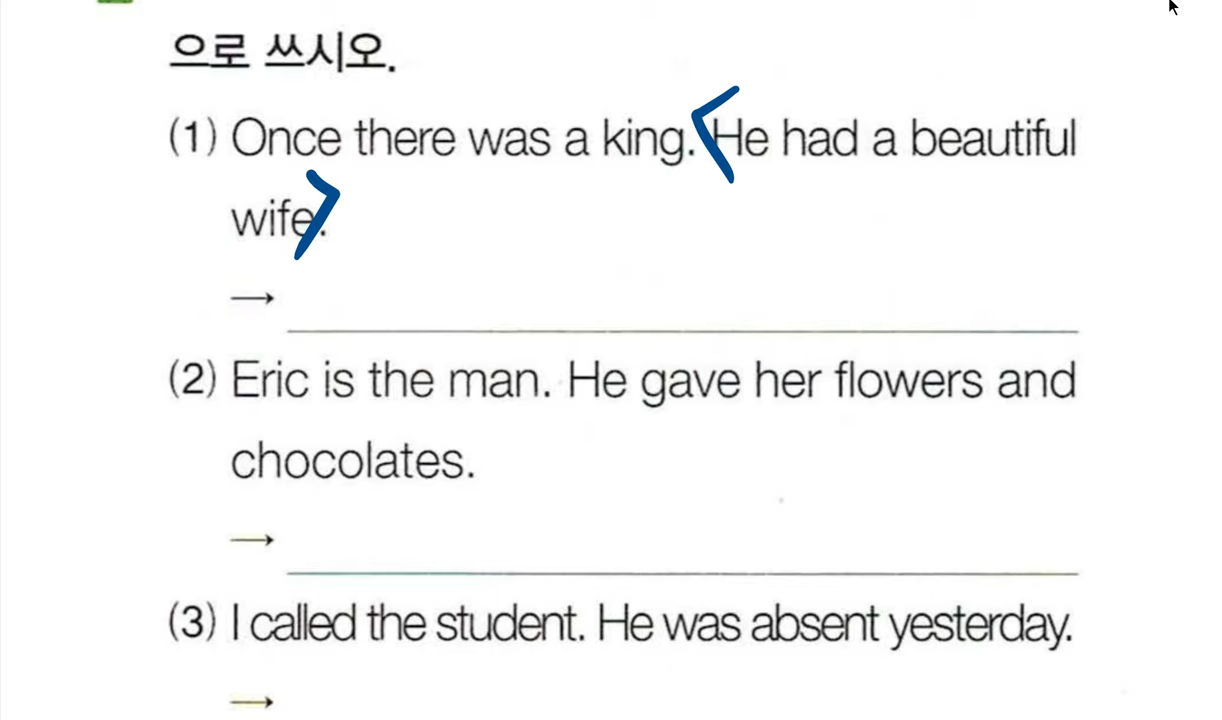 으로 쓰시오.
(1) Once there was a king. He had a beautiful
wife.
→
(2) Eric is the man. He gave her flowers and
chocolates.
→
(3) I called the student. He was absent yesterday.
→